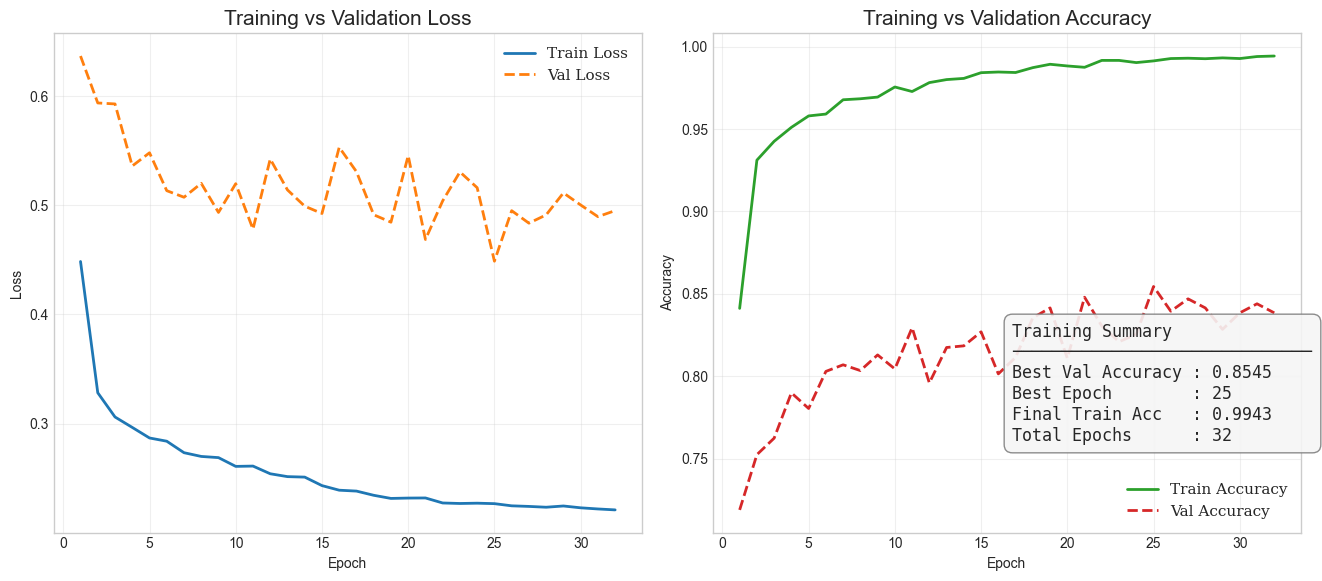 Training vs Validation Loss
Train Loss
Val Loss
0.6
0.5
0.4
0.3
Loss
0 5 10 15 20 25 30
Epoch
Training vs Validation Accuracy
1.00
0.95
0.90
0.85
0.80
0.75
Accuracy
Training Summary
Best Val Accuracy : 0.8545
Best Epoch : 25
Final Train Acc : 0.9943
Total Epochs : 32
Train Accuracy
Val Accuracy
0 5 10 15 20 25 30
Epoch